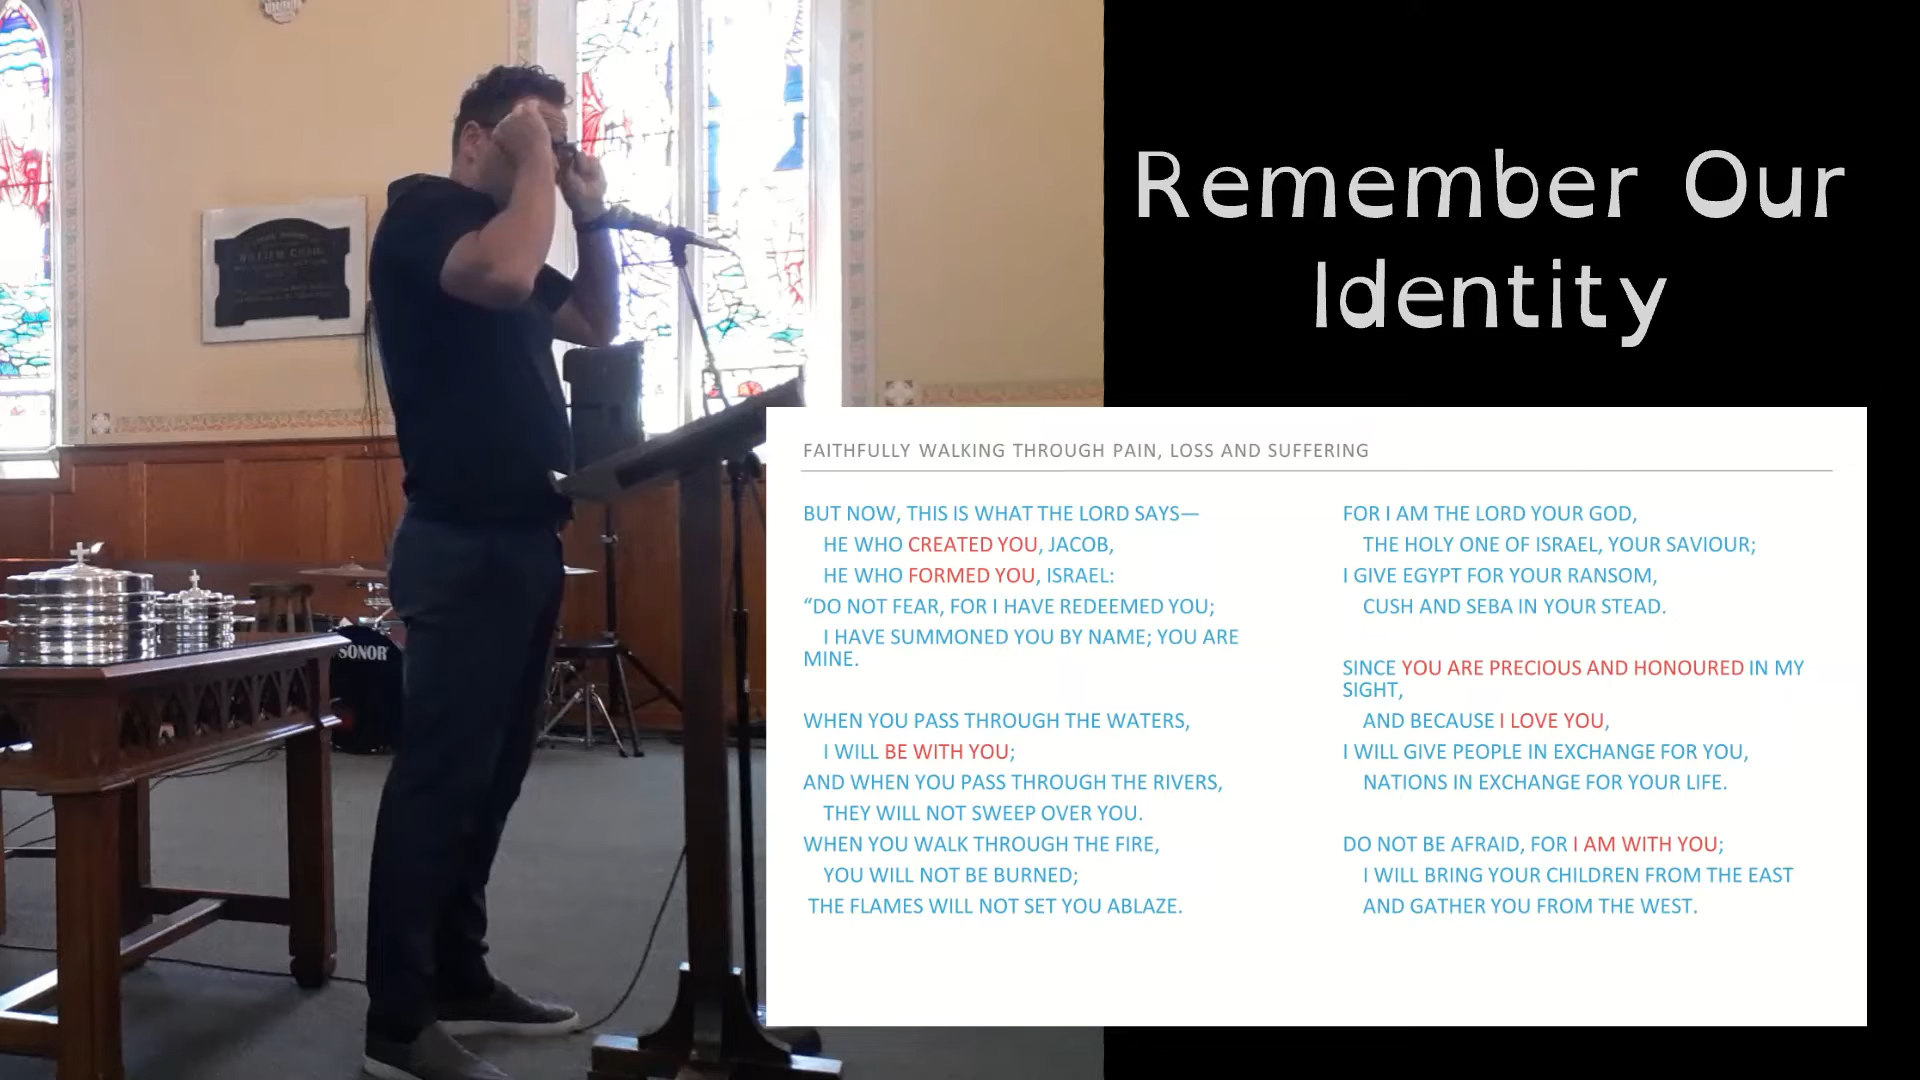 Remember Our
Identity
FAITHFULLY WALKING THROUGH PAIN, LOSS AND SUFFERING
BUT NOW, THIS IS WHAT THE LORD SAYS—
HE WHO CREATED YOU, JACOB,
HE WHO FORMED YOU, ISRAEL:
“DO NOT FEAR, FOR I HAVE REDEEMED YOU;
I HAVE SUMMONED YOU BY NAME; YOU ARE
MINE.
WHEN YOU PASS THROUGH THE WATERS,
I WILL BE WITH YOU;
AND WHEN YOU PASS THROUGH THE RIVERS,
THEY WILL NOT SWEEP OVER YOU.
WHEN YOU WALK THROUGH THE FIRE,
YOU WILL NOT BE BURNED;
THE FLAMES WILL NOT SET YOU ABLAZE.
FOR I AM THE LORD YOUR GOD,
THE HOLY ONE OF ISRAEL, YOUR SAVIOUR;
I GIVE EGYPT FOR YOUR RANSOM,
CUSH AND SEBA IN YOUR STEAD.
SINCE YOU ARE PRECIOUS AND HONOURED IN MY
SIGHT,
AND BECAUSE I LOVE YOU,
I WILL GIVE PEOPLE IN EXCHANGE FOR YOU,
NATIONS IN EXCHANGE FOR YOUR LIFE.
DO NOT BE AFRAID, FOR I AM WITH YOU;
I WILL BRING YOUR CHILDREN FROM THE EAST
AND GATHER YOU FROM THE WEST.
SONOR